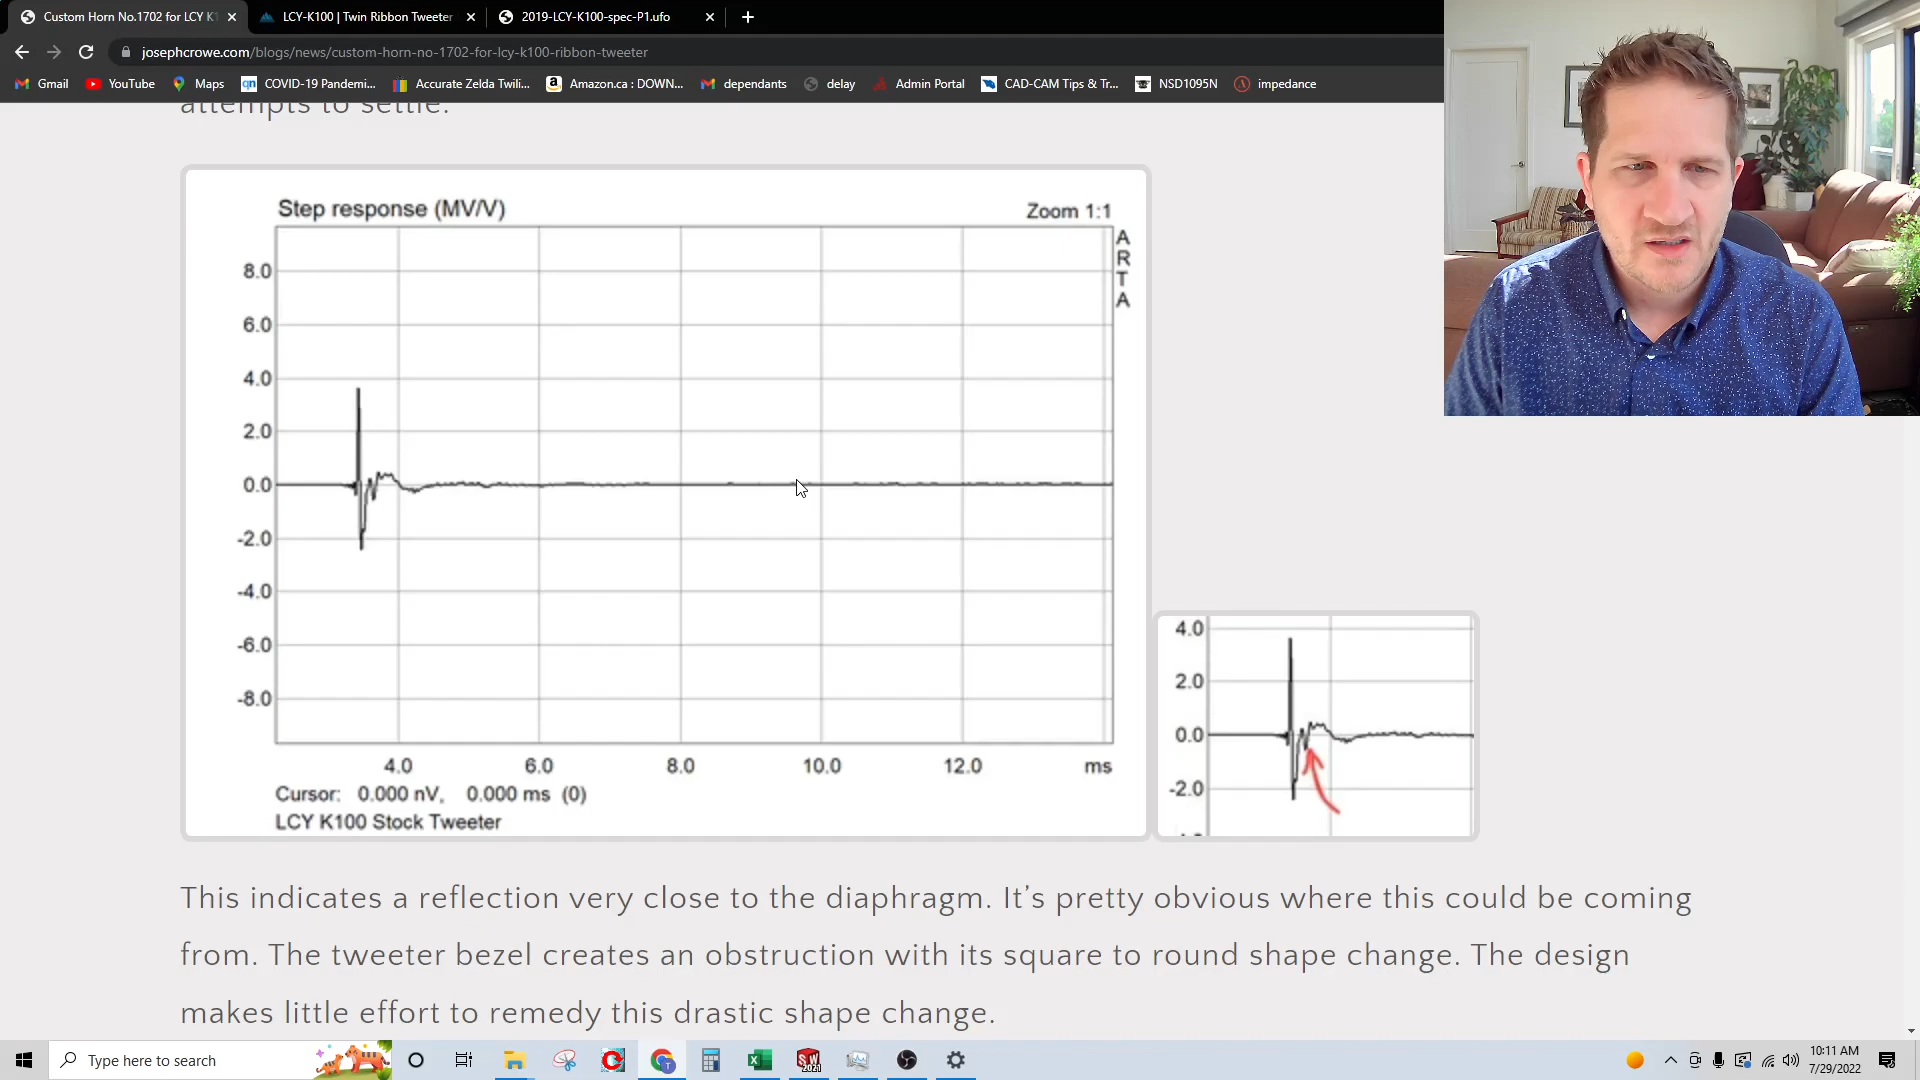 Custom Horn No.1702 for LCY K1
LCY-K100 | Twin Ribbon Tweeter
2019-LCY-K100-spec-P1.ufo
josephcrowe.com/blogs/news/custom-horn-no-1702-for-lcy-k100-ribbon-tweeter
Gmail YouTube Maps COVID-19 Pandemi... Accurate Zelda Twili... Amazon.ca : DOWN... dependants delay Admin Portal CAD-CAM Tips & Tr... NSD1095N impedance
attempts to settle.
Step response (MV/V) Zoom 1:1
A
R
T
A
8.0
6.0
4.0
2.0
0.0
-2.0
-4.0
-6.0
-8.0
4.0 6.0 8.0 10.0 12.0 ms
Cursor: 0.000 nV, 0.000 ms (0)
LCY K100 Stock Tweeter
4.0
2.0
0.0
-2.0
This indicates a reflection very close to the diaphragm. It’s pretty obvious where this could be coming
from. The tweeter bezel creates an obstruction with its square to round shape change. The design
makes little effort to remedy this drastic shape change.
Type here to search
10:11 AM
7/29/2022